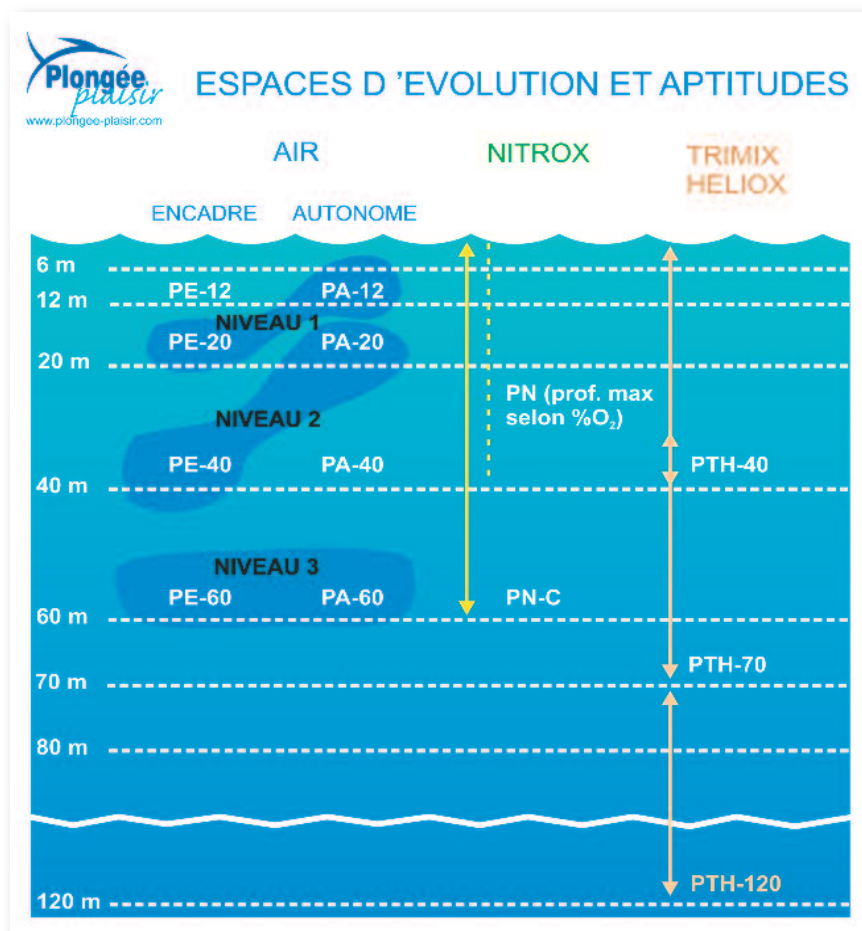 Plongée
plaisir
www.plongee-plaisir.com
ESPACES D ’EVOLUTION ET APTITUDES
AIR
NITROX
TRIMIX
HELIOX
ENCADRE
AUTONOME
6 m
12 m
PE-12
PA-12
NIVEAU 1
PE-20
PA-20
20 m
PN (prof. max
selon %O₂)
NIVEAU 2
PE-40
PA-40
PTH-40
40 m
NIVEAU 3
PE-60
PA-60
PN-C
60 m
PTH-70
70 m
80 m
PTH-120
120 m